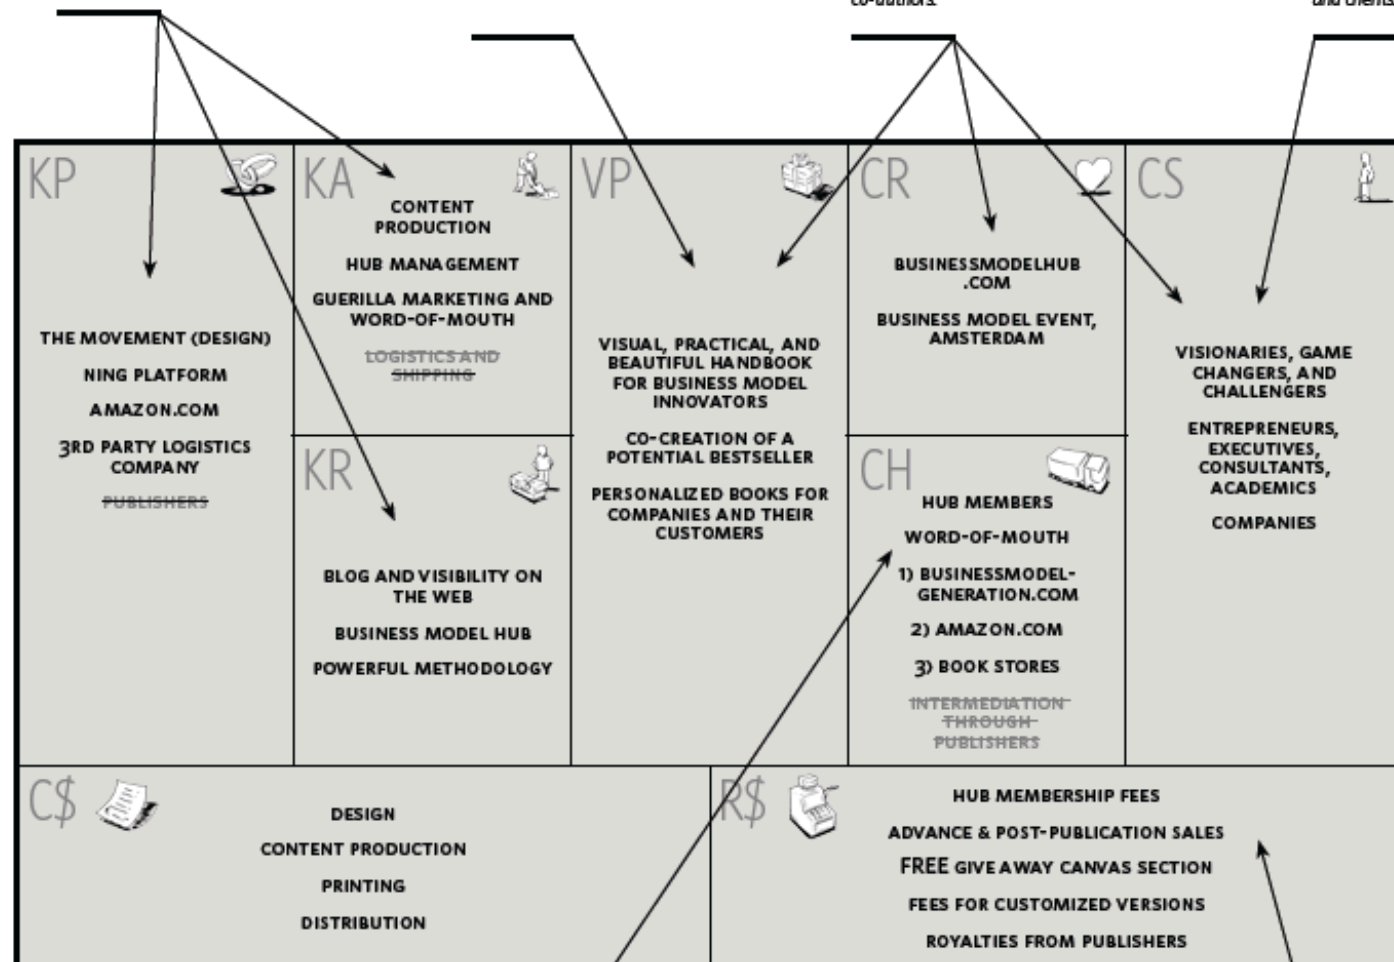 co-authors.
and clients
KP
THE MOVEMENT (DESIGN)
NING PLATFORM
AMAZON.COM
3RD PARTY LOGISTICS
COMPANY
PUBLISHERS
KA
CONTENT
PRODUCTION
HUB MANAGEMENT
GUERILLA MARKETING AND
WORD-OF-MOUTH
LOGISTICS AND
SHIPPING
KR
BLOG AND VISIBILITY ON
THE WEB
BUSINESS MODEL HUB
POWERFUL METHODOLOGY
VP
VISUAL, PRACTICAL, AND
BEAUTIFUL HANDBOOK
FOR BUSINESS MODEL
INNOVATORS
CO-CREATION OF A
POTENTIAL BESTSELLER
PERSONALIZED BOOKS FOR
COMPANIES AND THEIR
CUSTOMERS
CR
BUSINESSMODELHUB
.COM
BUSINESS MODEL EVENT,
AMSTERDAM
CH
HUB MEMBERS
WORD-OF-MOUTH
1) BUSINESSMODEL-
GENERATION.COM
2) AMAZON.COM
3) BOOK STORES
INTERMEDIATION
THROUGH
PUBLISHERS
CS
VISIONARIES, GAME
CHANGERS, AND
CHALLENGERS
ENTREPRENEURS,
EXECUTIVES,
CONSULTANTS,
ACADEMICS
COMPANIES
C$
DESIGN
CONTENT PRODUCTION
PRINTING
DISTRIBUTION
R$
HUB MEMBERSHIP FEES
ADVANCE & POST-PUBLICATION SALES
FREE GIVE AWAY CANVAS SECTION
FEES FOR CUSTOMIZED VERSIONS
ROYALTIES FROM PUBLISHERS